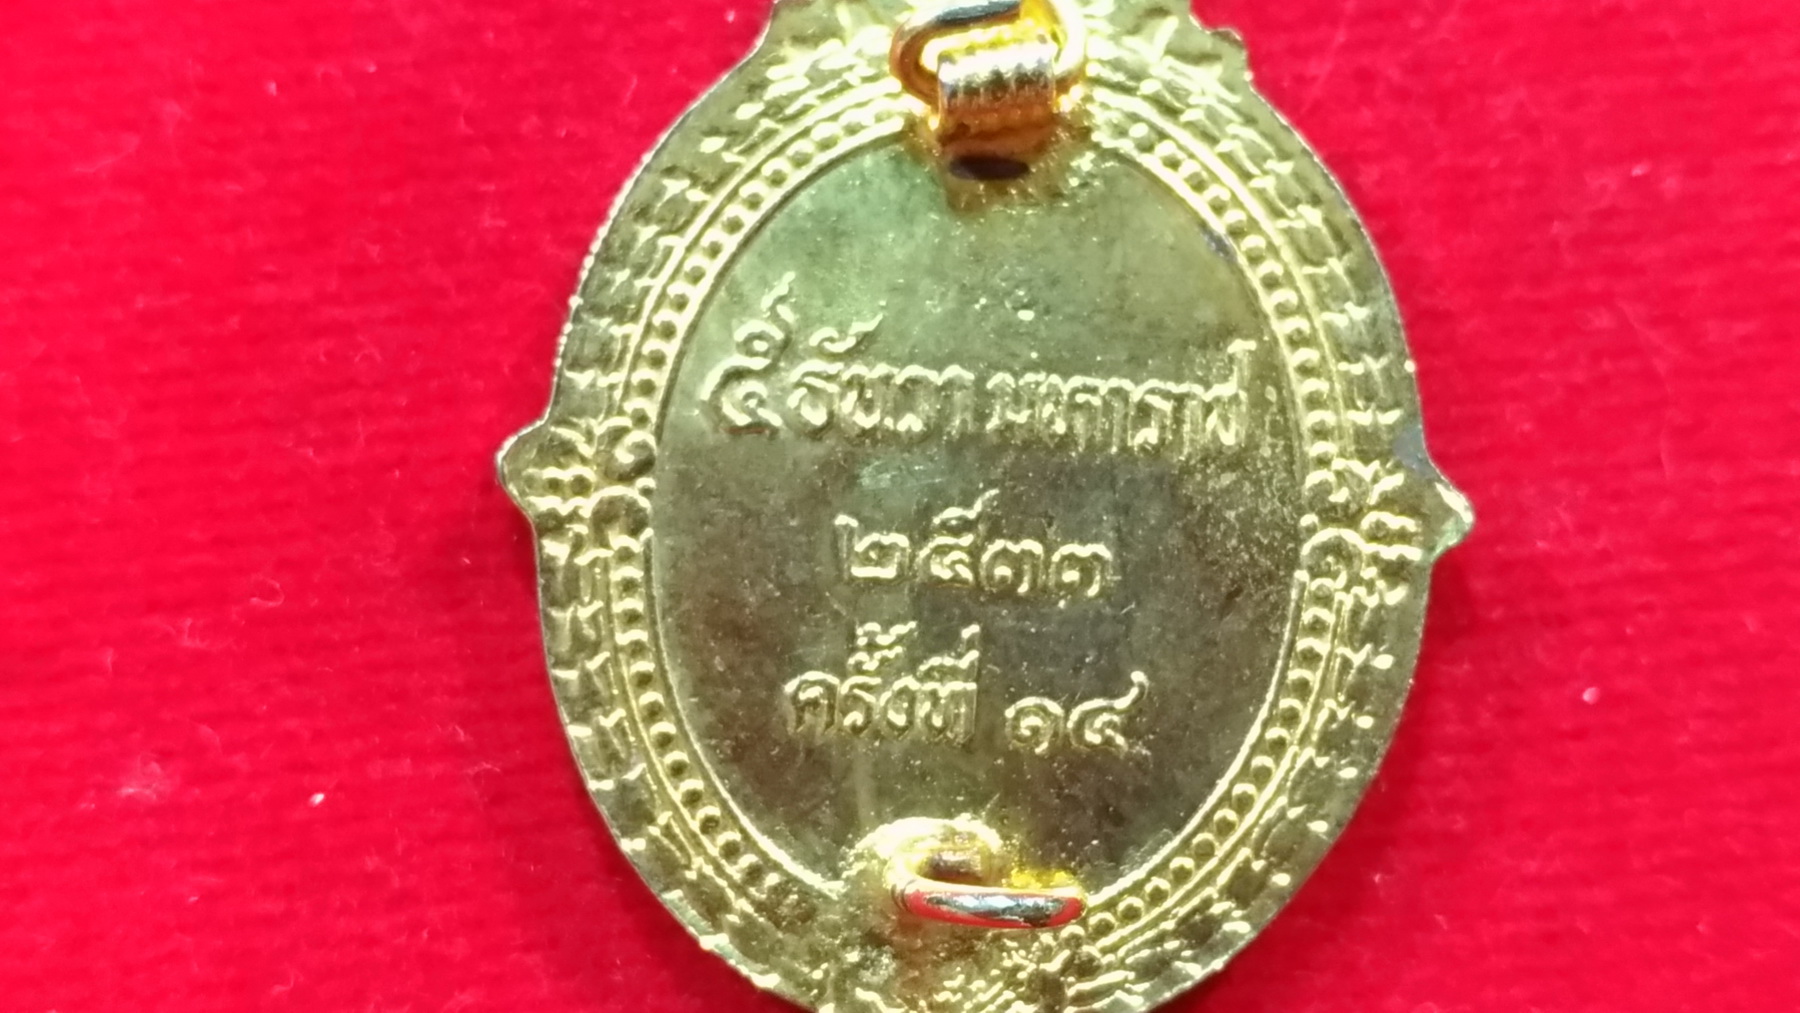 ๕ ธันวา มหาราช
๒๕๓๓
ครั้งที่ ๑๔